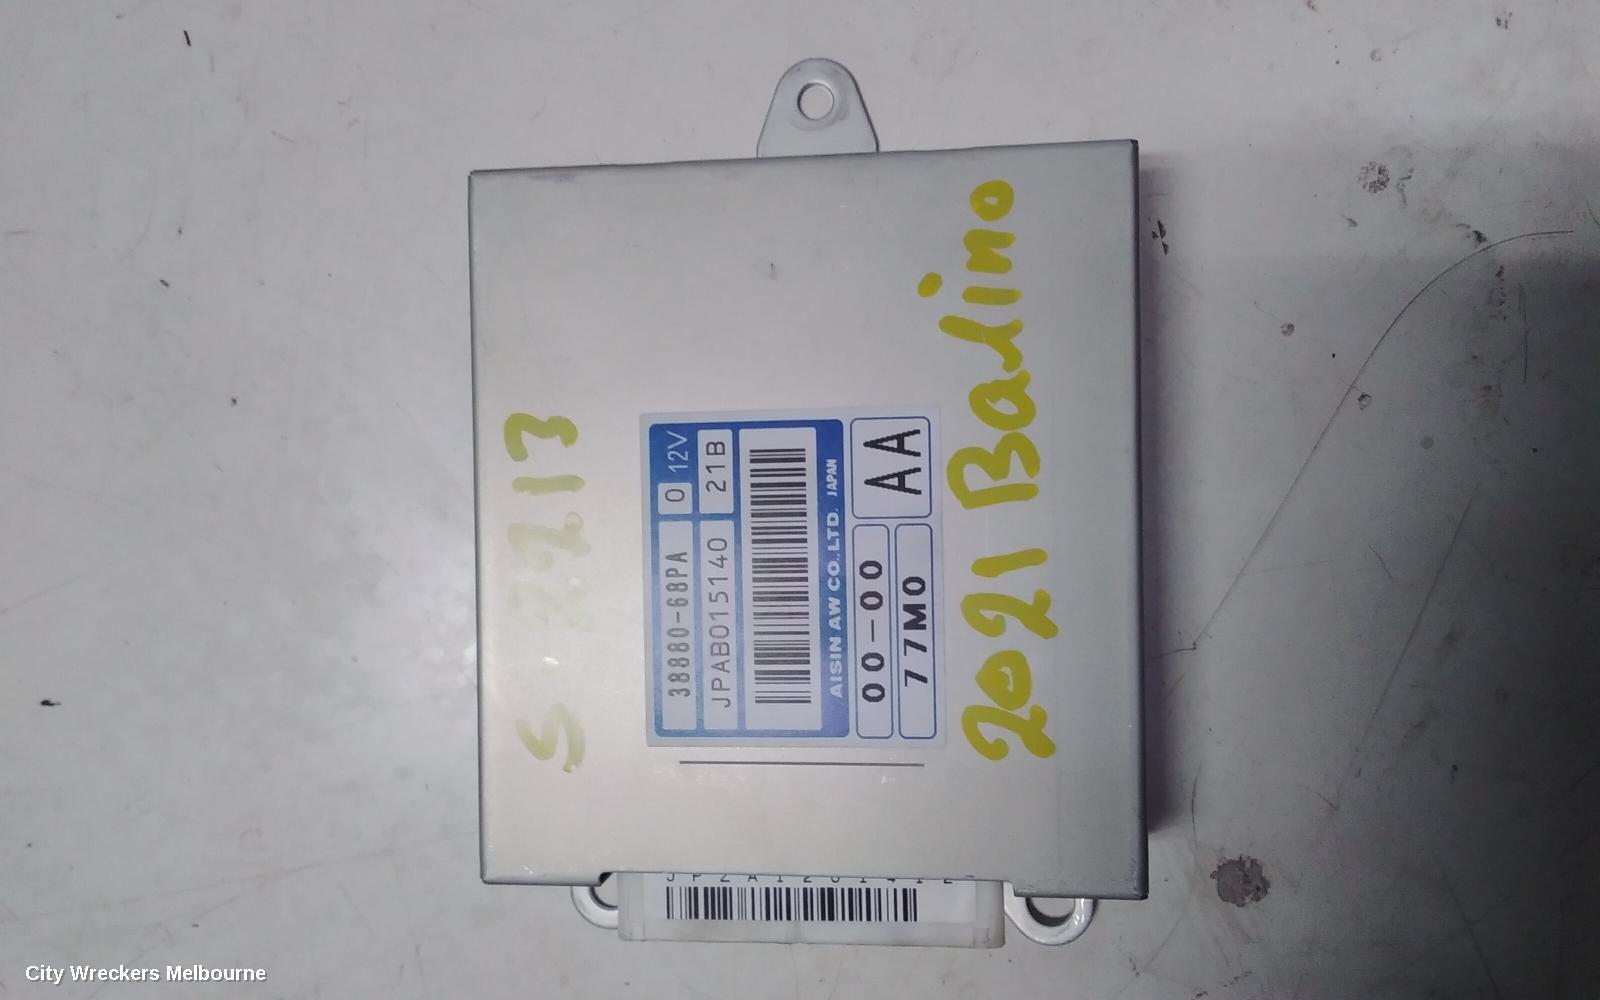 S 2213
38880-68PA 0 12V
JPAB015140 21B
AISIN AW CO.,LTD. JAPAN
00-00 AA
77M0
2021 Balino
City Wreckers Melbourne